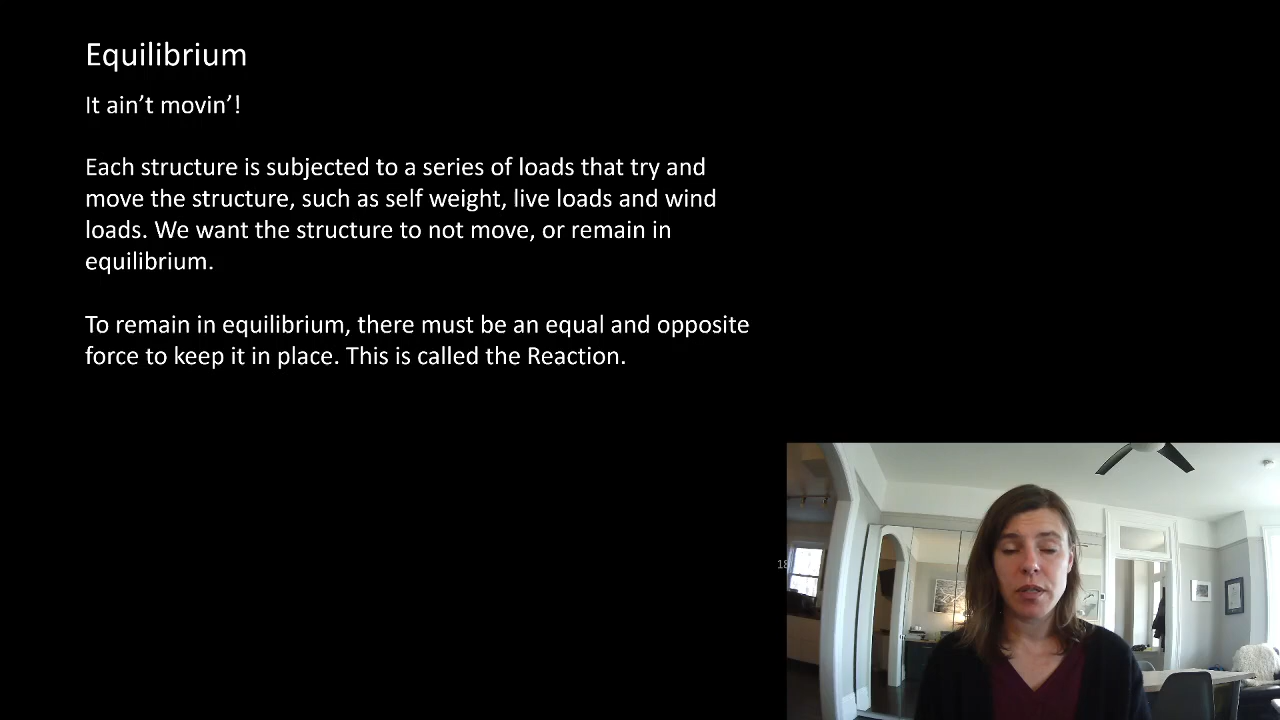 Equilibrium
It ain’t movin’!
Each structure is subjected to a series of loads that try and
move the structure, such as self weight, live loads and wind
loads. We want the structure to not move, or remain in
equilibrium.
To remain in equilibrium, there must be an equal and opposite
force to keep it in place. This is called the Reaction.
18